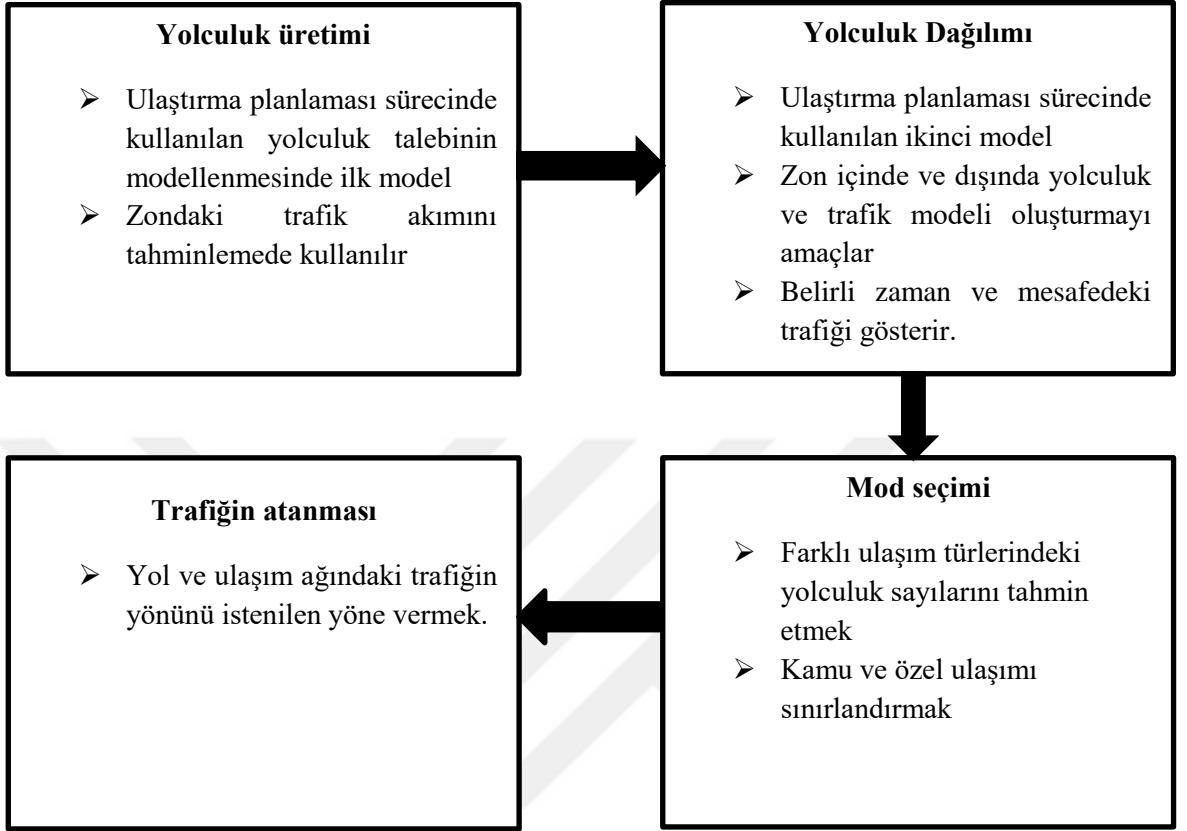 Yolculuk üretimi
➢ Ulaştırma planlaması sürecinde
kullanılan yolculuk talebinin
modellenmesinde ilk model
➢ Zondaki trafik akımını
tahminlemede kullanılır
Yolculuk Dağılımı
➢ Ulaştırma planlaması sürecinde
kullanılan ikinci model
➢ Zon içinde ve dışında yolculuk
ve trafik modeli oluşturmayı
amaçlar
➢ Belirli zaman ve mesafedeki
trafiği gösterir.
Mod seçimi
➢ Farklı ulaşım türlerindeki
yolculuk sayılarını tahmin
etmek
➢ Kamu ve özel ulaşımı
sınırlandırmak
Trafiğin atanması
➢ Yol ve ulaşım ağındaki trafiğin
yönünü istenilen yöne vermek.